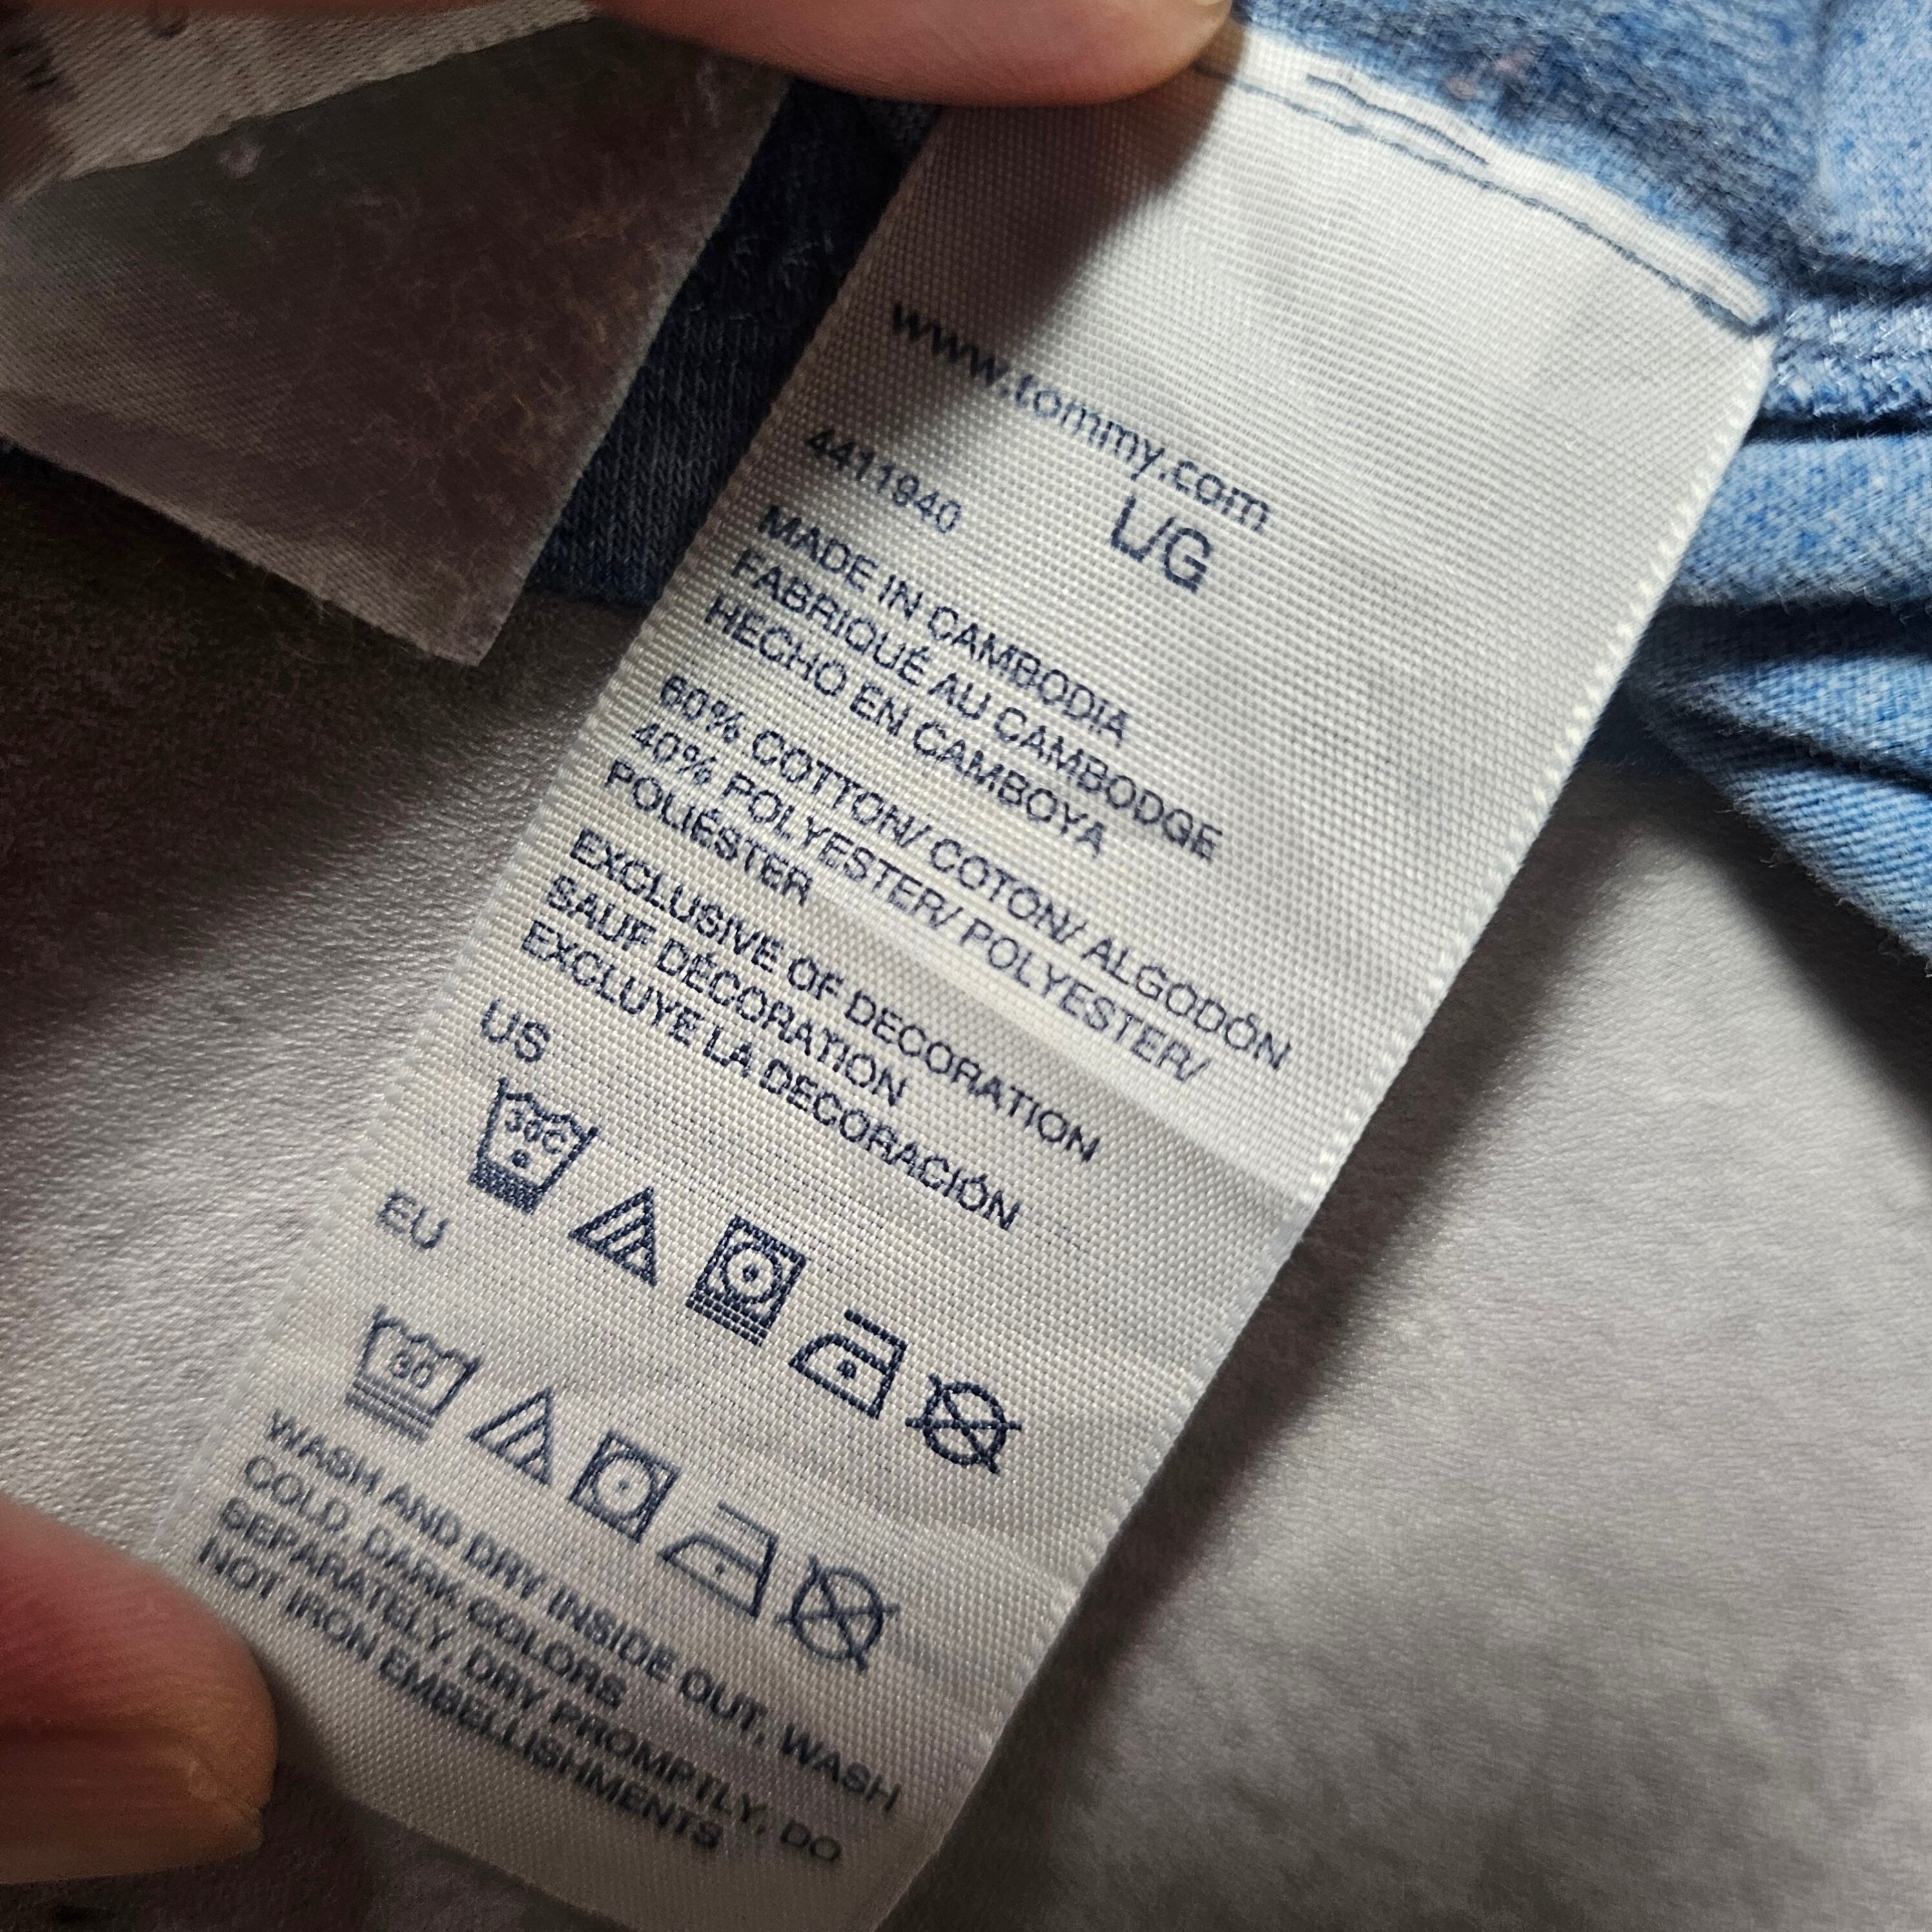 www.tommy.com
4411940 L/G
MADE IN CAMBODIA
FABRIQUÉ AU CAMBODGE
HECHO EN CAMBOYA
60% COTTON/ COTON/ ALGODÓN
40% POLYESTER/ POLYESTER/
POLIÉSTER
EXCLUSIVE OF DECORATION
SAUF DÉCORATION
EXCLUYE LA DECORACIÓN
US
30C
EU
30
WASH AND DRY INSIDE OUT, WASH
COLD, DARK COLORS
SEPARATELY, DRY PROMPTLY, DO
NOT IRON EMBELLISHMENTS